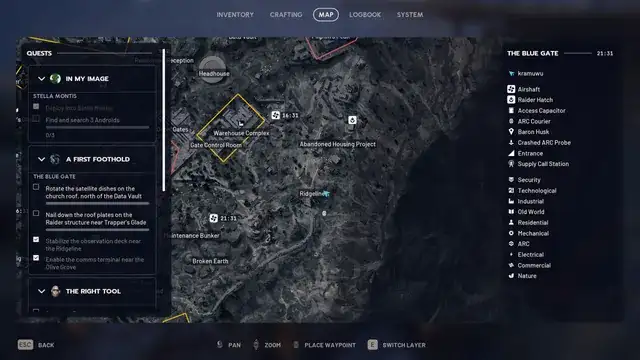 INVENTORY CRAFTING MAP LOGBOOK SYSTEM
QUESTS
IN MY IMAGE
STELLA MONTIS
Find and search 3 Androids
0/3
A FIRST FOOTHOLD
THE BLUE GATE
Rotate the satellite dishes on the
church roof, north of the Data Vault
Nail down the roof plates on the
Raider structure near Trapper's Glade
Stabilize the observation deck near
the Ridgeline
Enable the comms terminal near the
Olive Grove
THE RIGHT TOOL
Headhouse
16:31
Warehouse Complex
Gates
Gate Control Room
Abandoned Housing Project
Ridgeline
21:31
Maintenance Bunker
Broken Earth
THE BLUE GATE 21:31
kramuwu
Airshaft
Raider Hatch
Access Capacitor
ARC Courier
Baron Husk
Crashed ARC Probe
Entrance
Supply Call Station
Security
Technological
Industrial
Old World
Residential
Mechanical
ARC
Electrical
Commercial
Nature
ESC BACK
PAN
ZOOM
PLACE WAYPOINT
E SWITCH LAYER